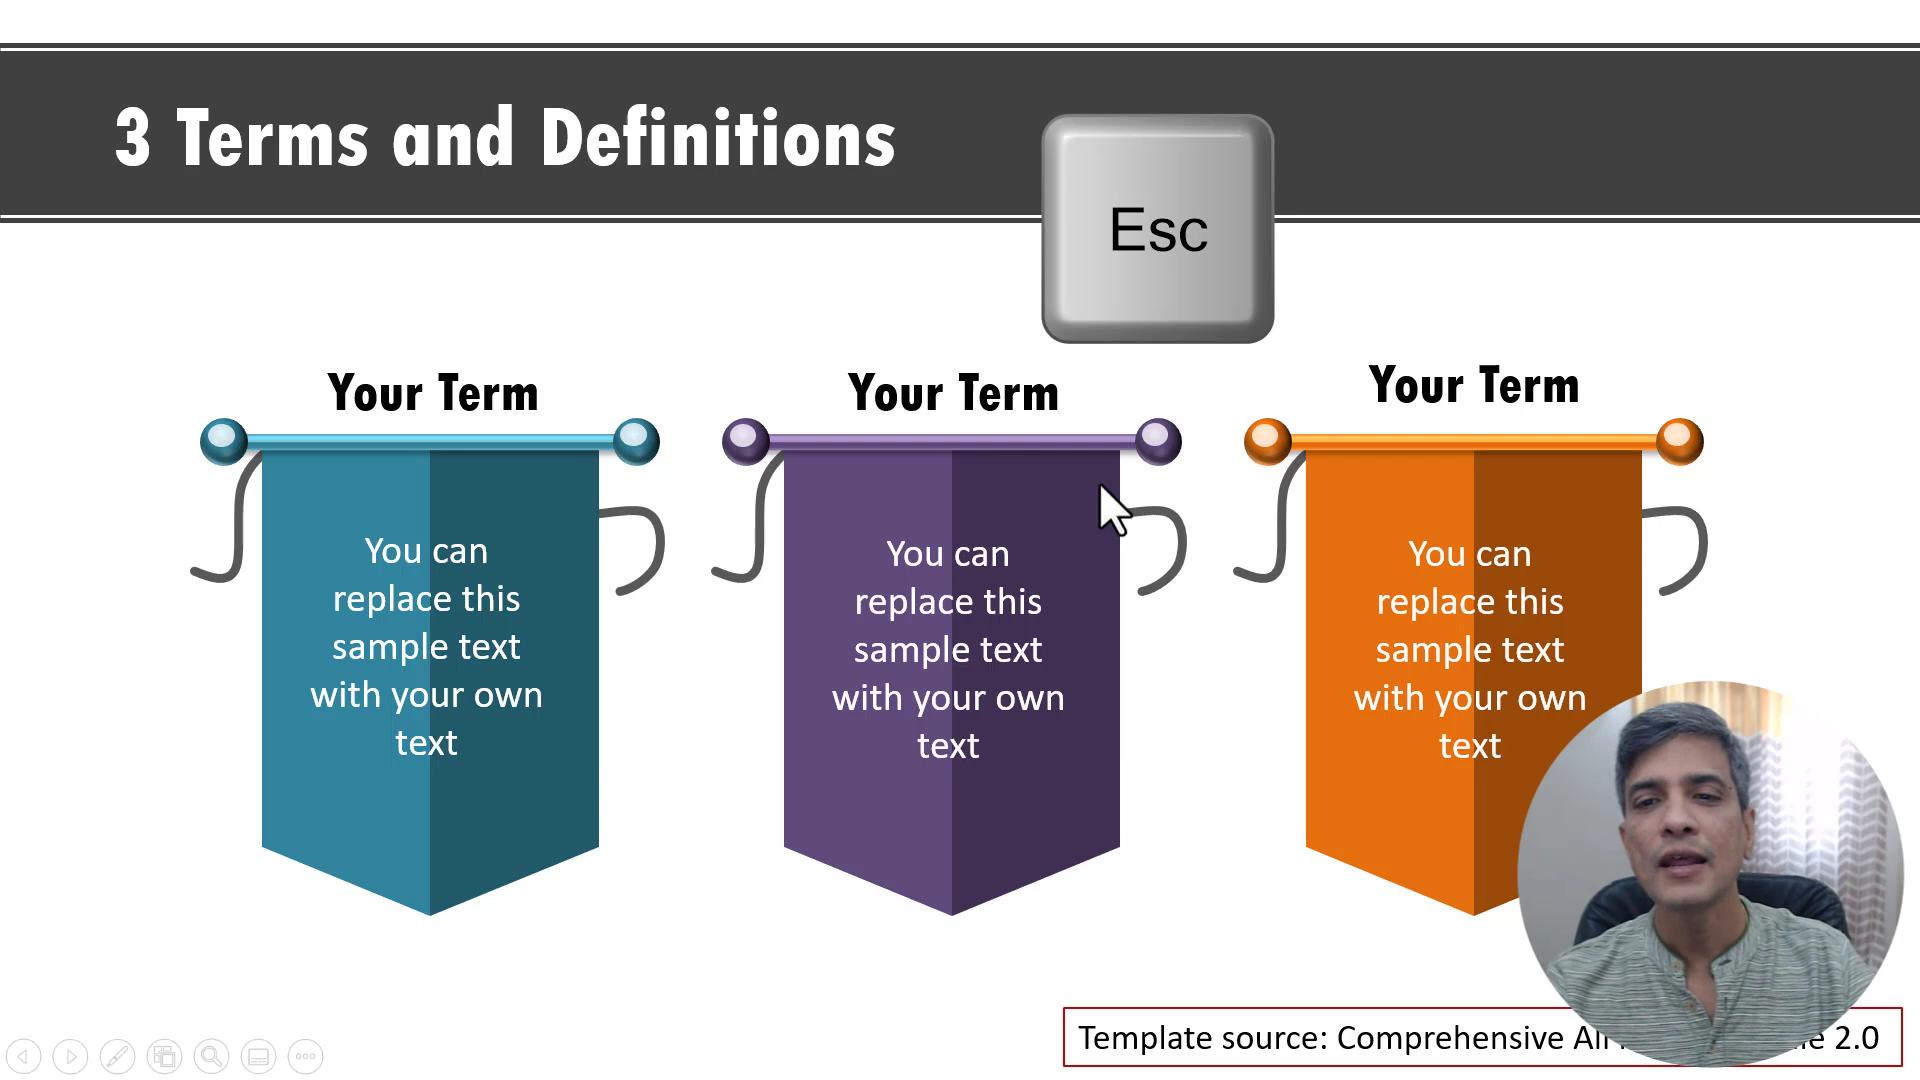 3 Terms and Definitions
Esc
Your Term
Your Term
Your Term
You can
replace this
sample text
with your own
text
You can
replace this
sample text
with your own
text
You can
replace this
sample text
with your own
text
Template source: Comprehensive 2.0